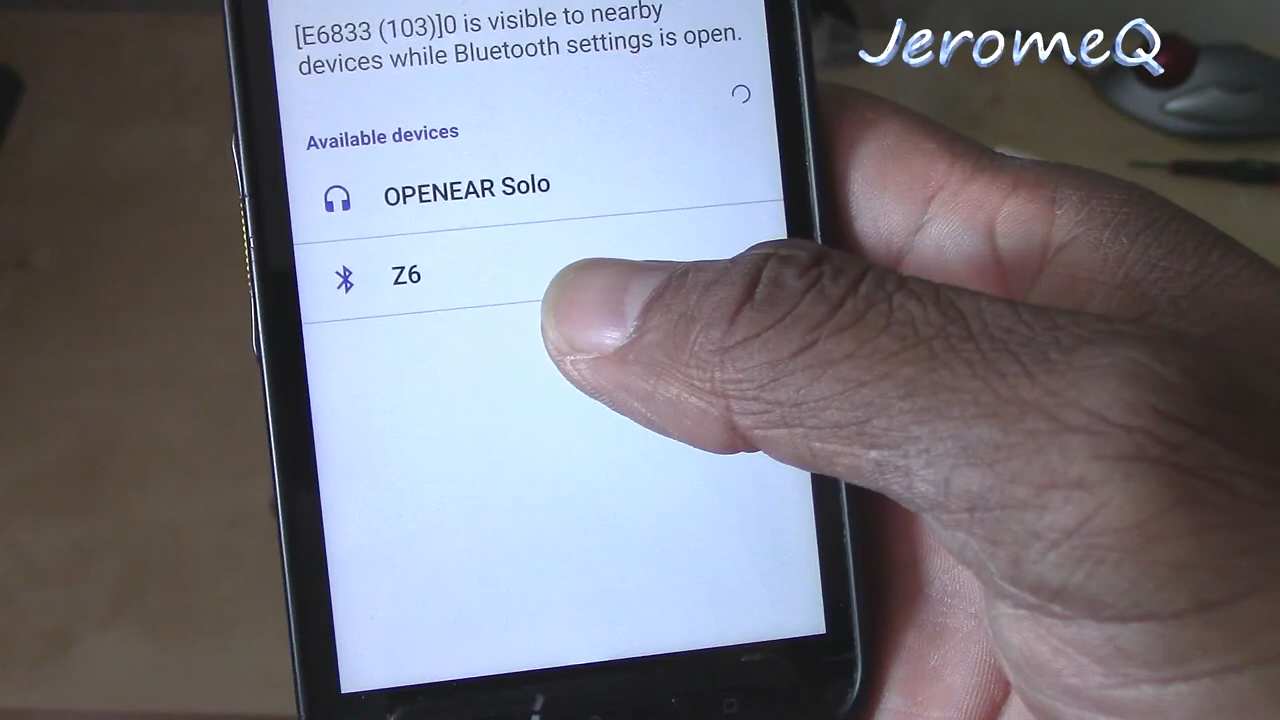 [E6833 (103)]0 is visible to nearby
devices while Bluetooth settings is open.
JeromeQ
Available devices
OPENEAR Solo
Z6